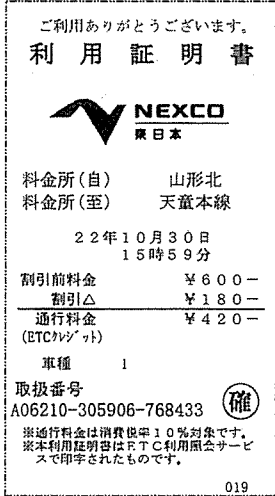 ご利用ありがとうございます。
利用証明書
NEXCO
東日本
料金所(自) 山形北
料金所(至) 天童本線
22年10月30日
15時59分
割引前料金 ¥600-
割引△ ¥180-
通行料金 ¥420-
(ETCクレジット)
車種 1
取扱番号
A06210-305906-768433 確
※通行料金は消費税率10%対象です。
※本利用証明書はETC利用照会サービ
スで印字されたものです。
019